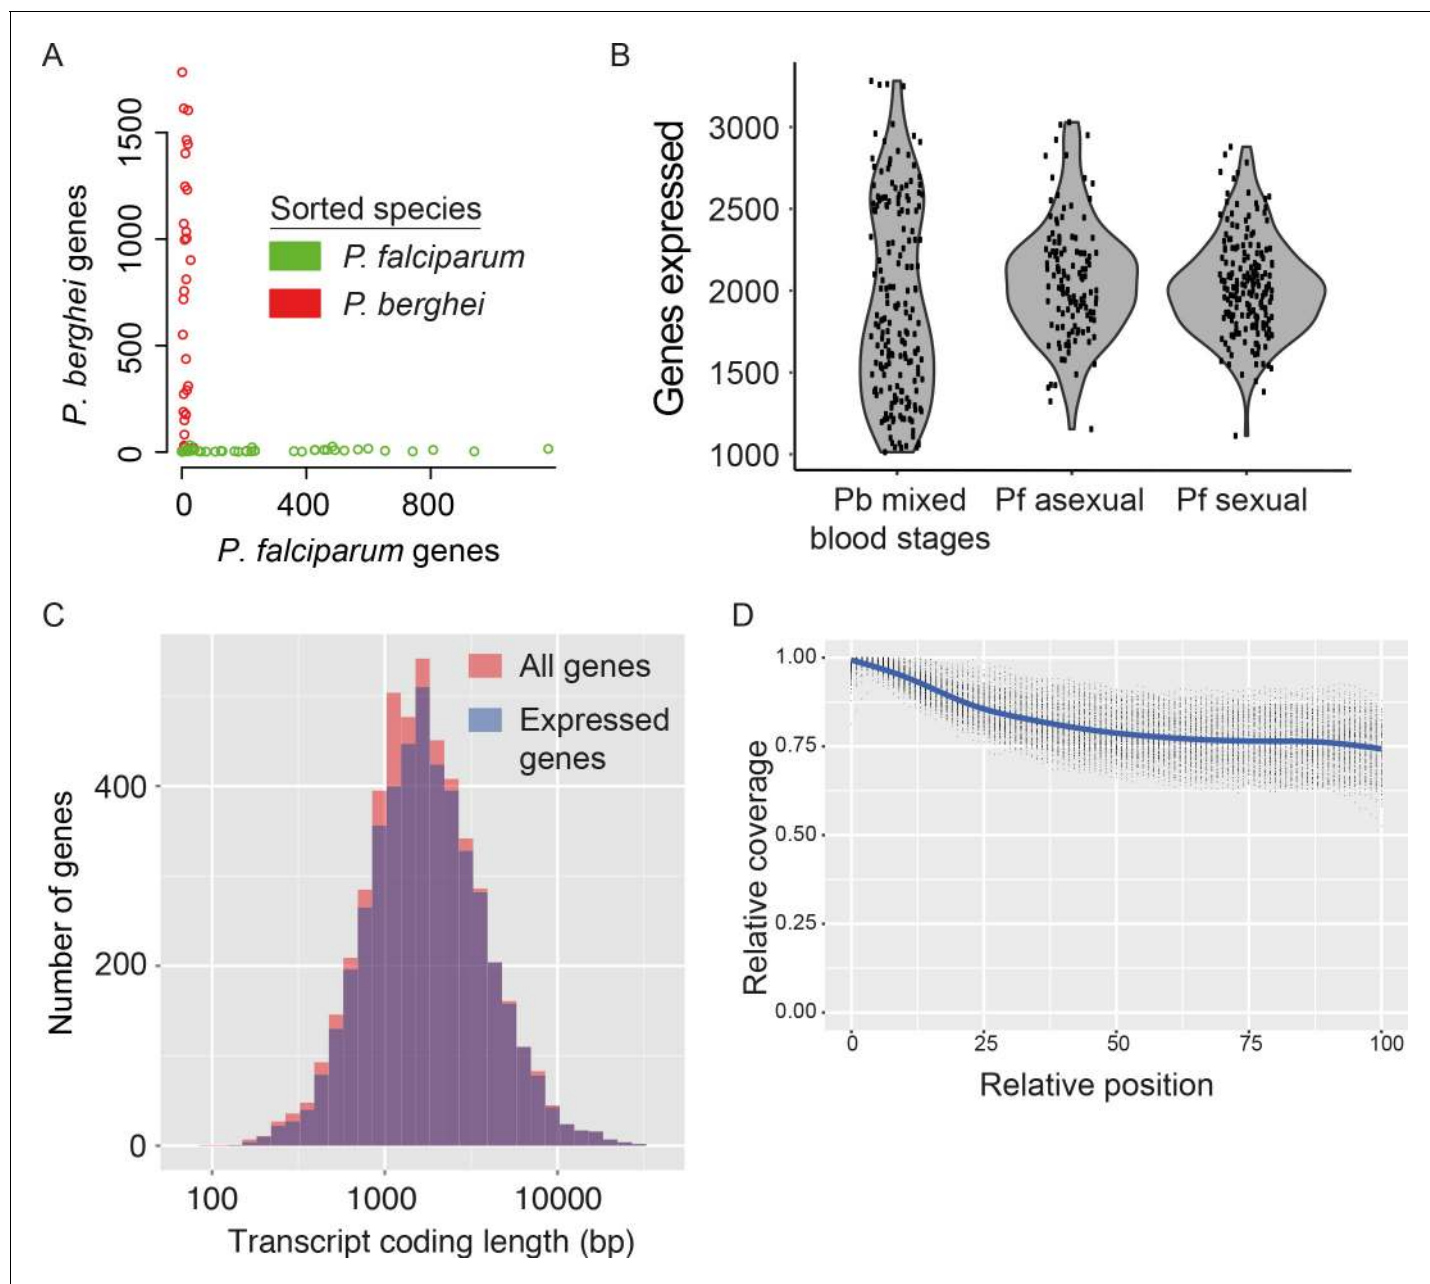 A
P. berghei genes
0
500
1000
1500
Sorted species
P. falciparum
P. berghei
0
400
800
P. falciparum genes
B
Genes expressed
3000
2500
2000
1500
1000
Pb mixed
blood stages
Pf asexual
Pf sexual
C
Number of genes
400
200
0
All genes
Expressed
genes
100
1000
10000
Transcript coding length (bp)
D
Relative coverage
1.00
0.75
0.50
0.25
0.00
0
25
50
75
100
Relative position